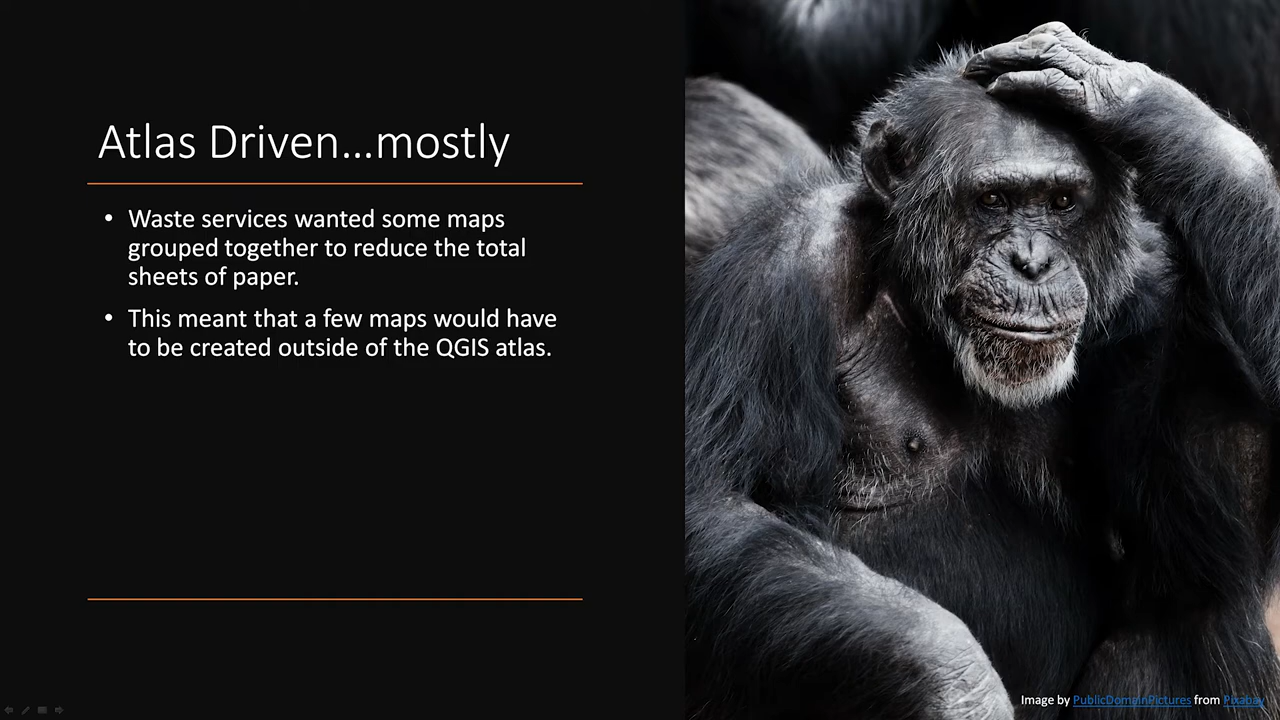 Atlas Driven...mostly
• Waste services wanted some maps
grouped together to reduce the total
sheets of paper.
• This meant that a few maps would have
to be created outside of the QGIS atlas.
Image by PublicDomainPictures from Pixabay